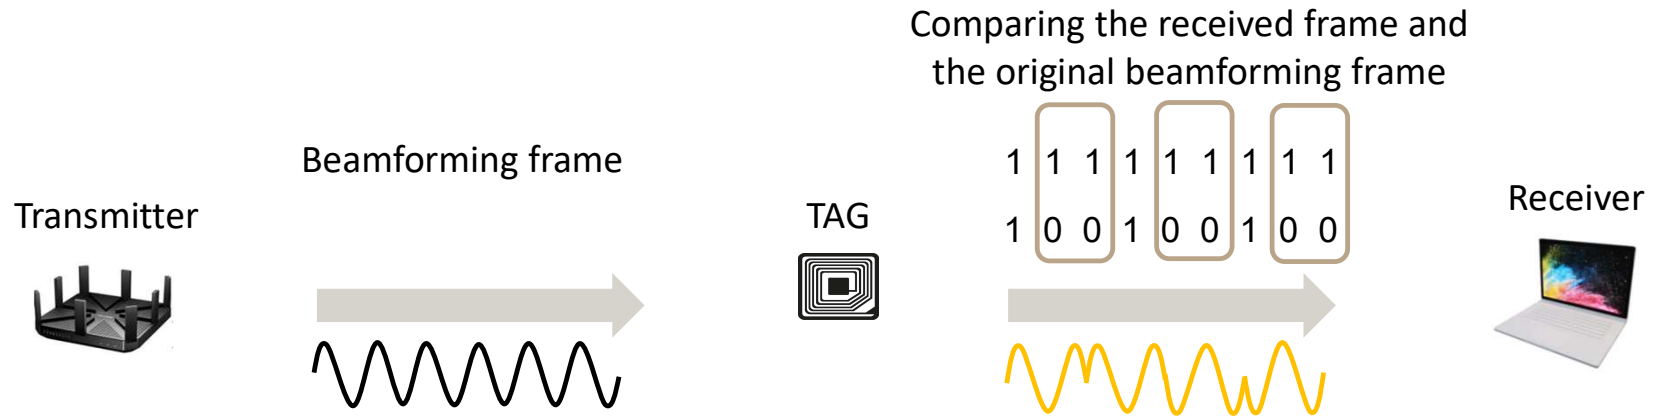 Comparing the received frame and
the original beamforming frame
Beamforming frame
1 1 1 1 1 1 1 1 1
1 0 0 1 0 0 1 0 0
Transmitter
TAG
Receiver